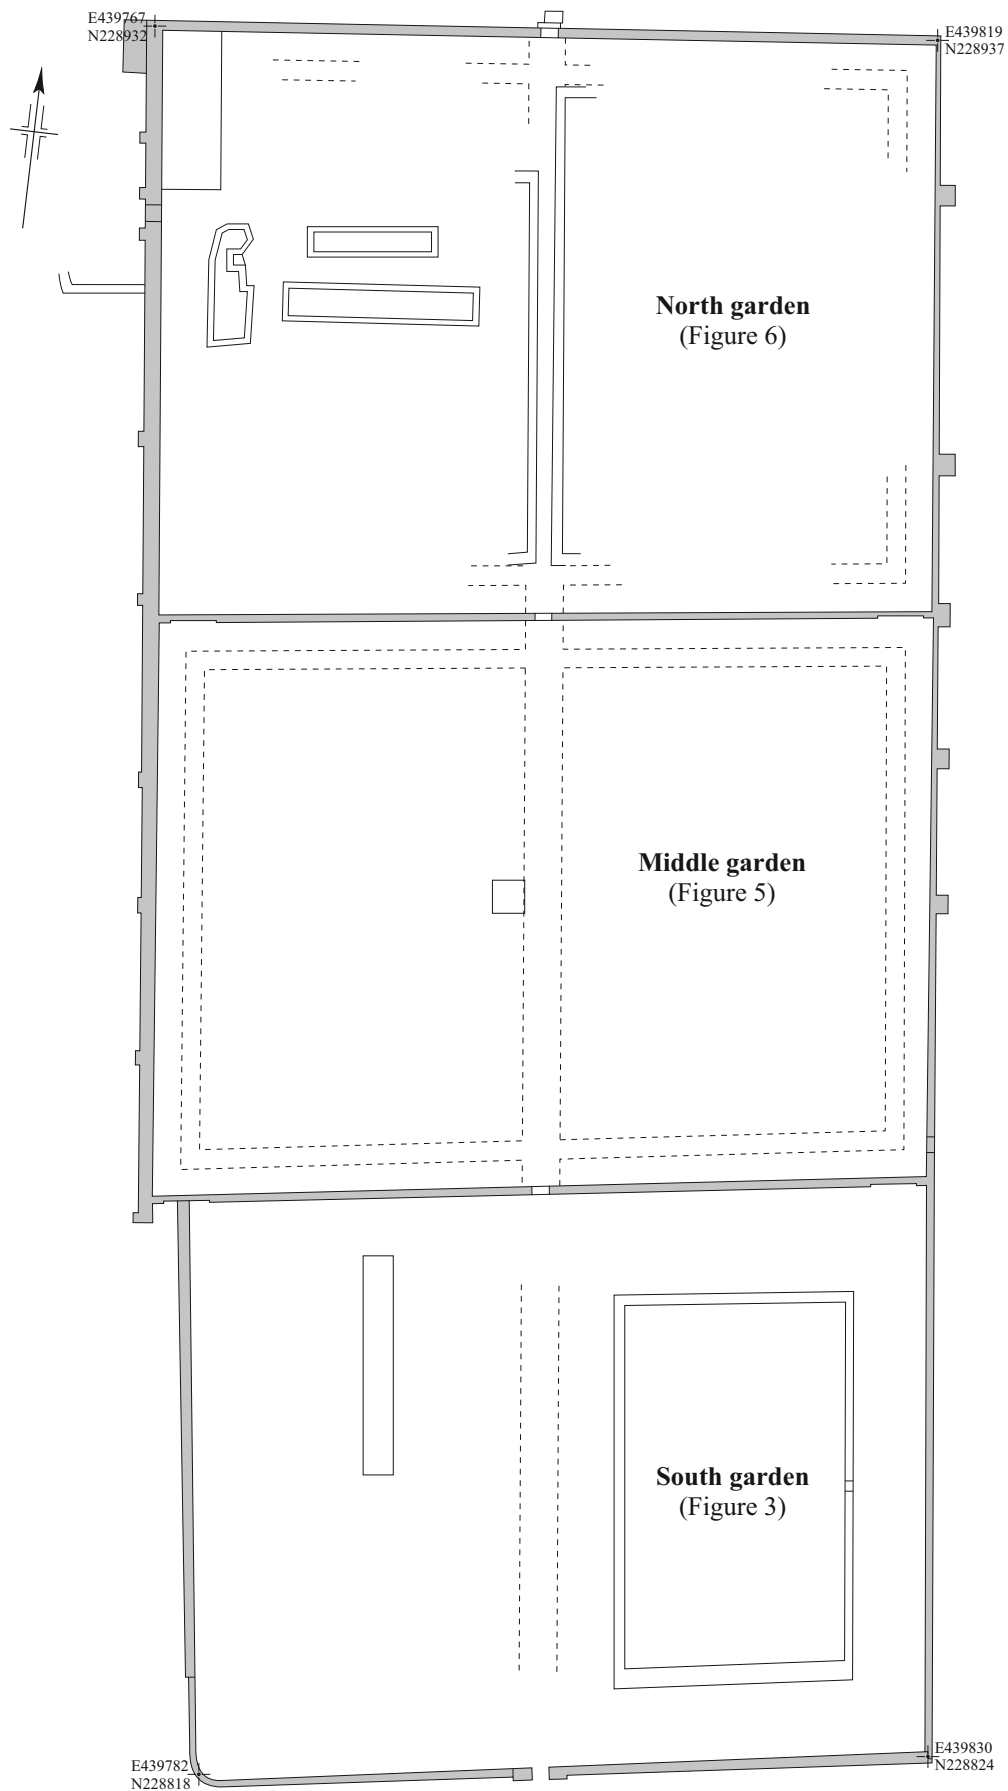 E439767
N228932
E439819
N228937
North garden
(Figure 6)
Middle garden
(Figure 5)
South garden
(Figure 3)
E439782
N228818
E439830
N228824